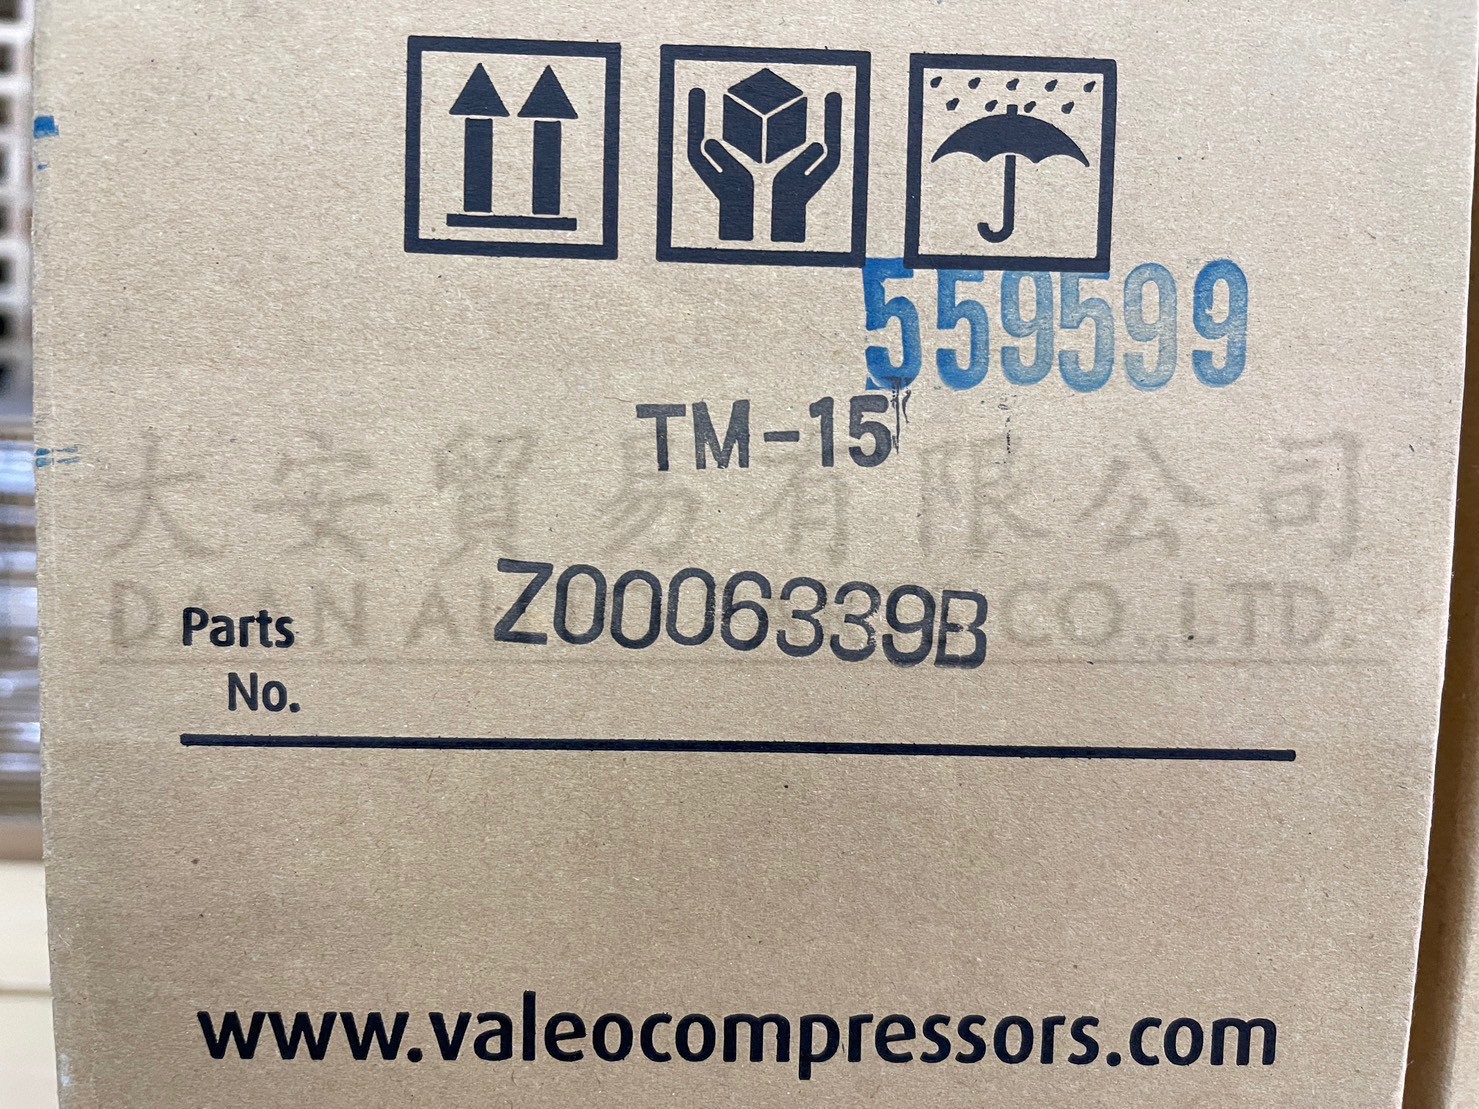 559599
TM-15
大安貿易有限公司
Z0006339B
Parts
No.
CO.,LTD.
www.valeocompressors.com